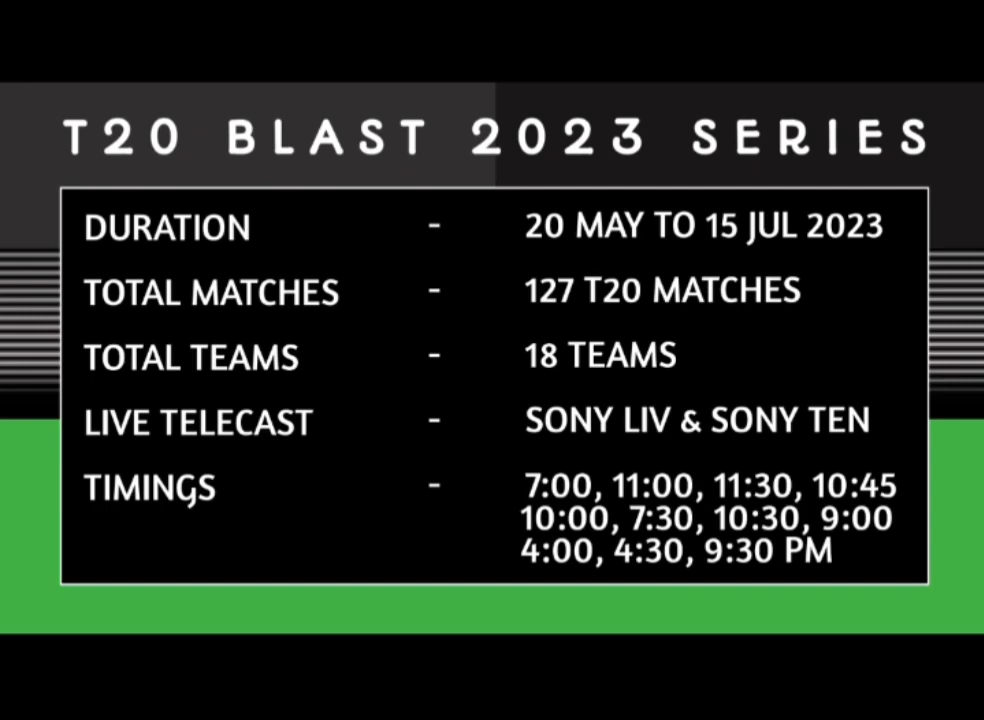 T20 BLAST 2023 SERIES
DURATION - 20 MAY TO 15 JUL 2023
TOTAL MATCHES - 127 T20 MATCHES
TOTAL TEAMS - 18 TEAMS
LIVE TELECAST - SONY LIV & SONY TEN
TIMINGS - 7:00, 11:00, 11:30, 10:45
10:00, 7:30, 10:30, 9:00
4:00, 4:30, 9:30 PM